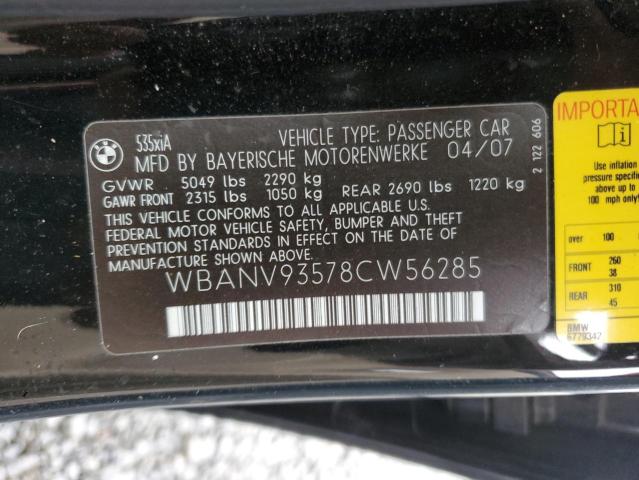 BMW
535xiA
VEHICLE TYPE: PASSENGER CAR
MFD BY BAYERISCHE MOTORENWERKE 04/07
GVWR 5049 lbs 2290 kg
GAWR FRONT 2315 lbs 1050 kg REAR 2690 lbs 1220 kg
THIS VEHICLE CONFORMS TO ALL APPLICABLE U.S.
FEDERAL MOTOR VEHICLE SAFETY, BUMPER AND THEFT
PREVENTION STANDARDS IN EFFECT ON THE DATE OF
MANUFACTURE SHOWN ABOVE.
WBANV93578CW56285
2 122 606
IMPORTA
Use inflation
pressure specifie
above up to
100 mph only!
over 100
FRONT 260
38
REAR 310
45
BMW
6779342